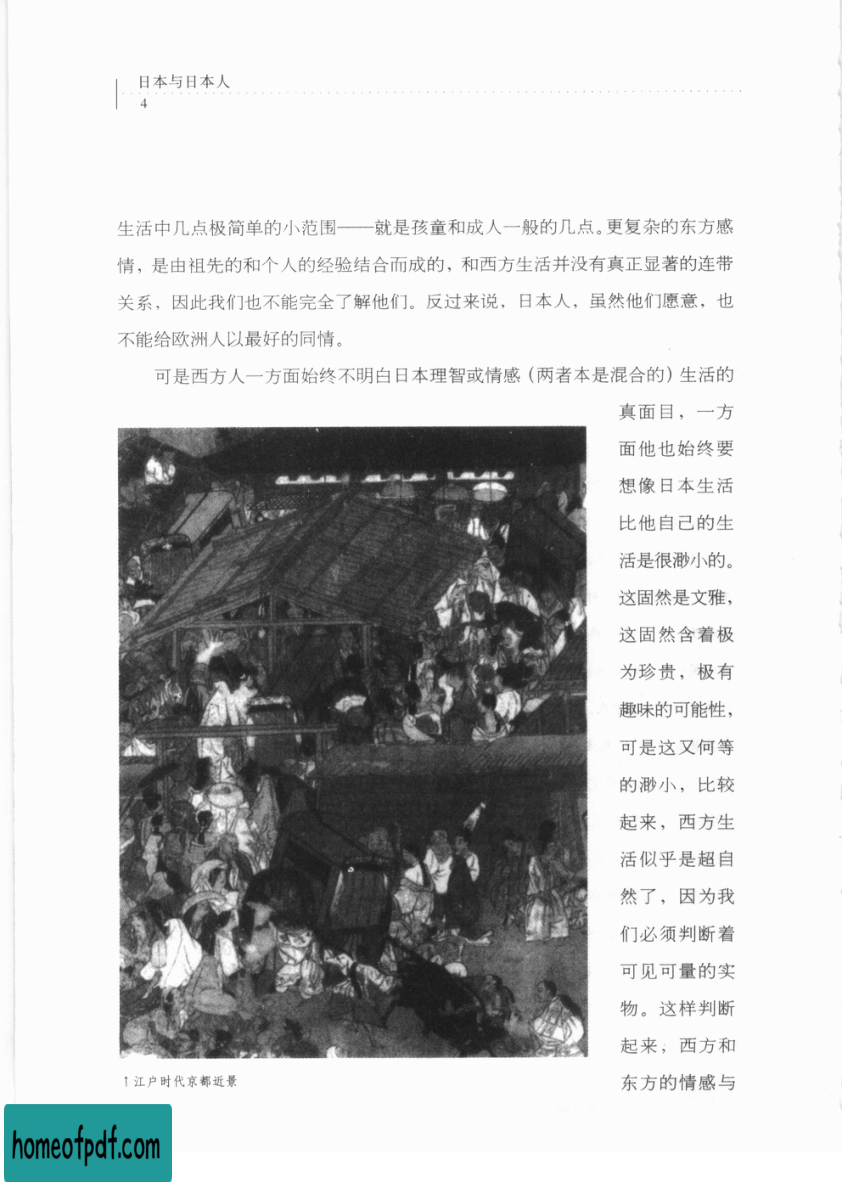 日本与日本人
4
生活中几点极简单的小范围——就是孩童和成人一般的几点。更复杂的东方感
情，是由祖先的和个人的经验结合而成的，和西方生活并没有真正显著的连带
关系，因此我们也不能完全了解他们。反过来说，日本人，虽然他们愿意，也
不能给欧洲人以最好的同情。
可是西方人一方面始终不明白日本理智或情感（两者本是混合的）生活的
真面目，一方
面他也始终要
想像日本生活
比他自己的生
活是很渺小的。
这固然是文雅，
这固然含着极
为珍贵，极有
趣味的可能性，
可是这又何等
的渺小，比较
起来，西方生
活似乎是超自
然了，因为我
们必须判断着
可见可量的实
物。这样判断
起来，西方和
东方的情感与
1江户时代京都近景
homeofpdf.com